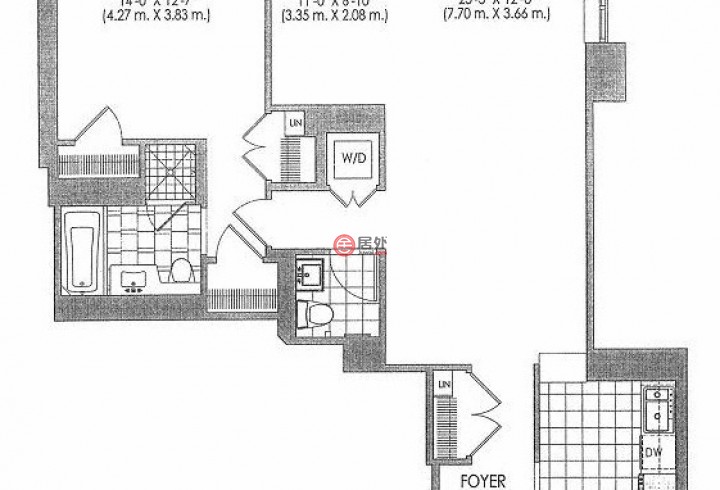 14'-0" X 12'-7"
(4.27 m. X 3.83 m.)
11'-0" X 6'-10"
(3.35 m. X 2.08 m.)
25'-3" X 12'-0"
(7.70 m. X 3.66 m.)
LIN
W/D
居处
LIN
DW
FOYER